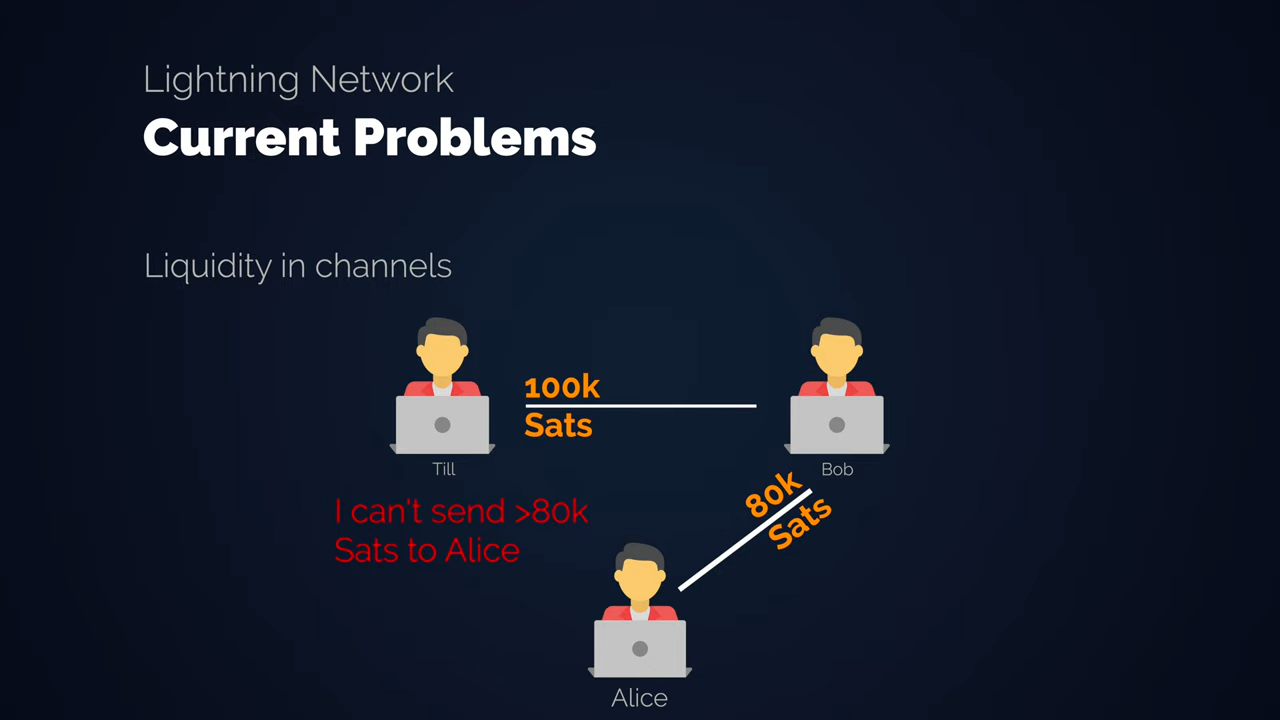 Lightning Network
Current Problems
Liquidity in channels
100k
Sats
Till
Bob
I can't send >80k
Sats to Alice
80k
Sats
Alice